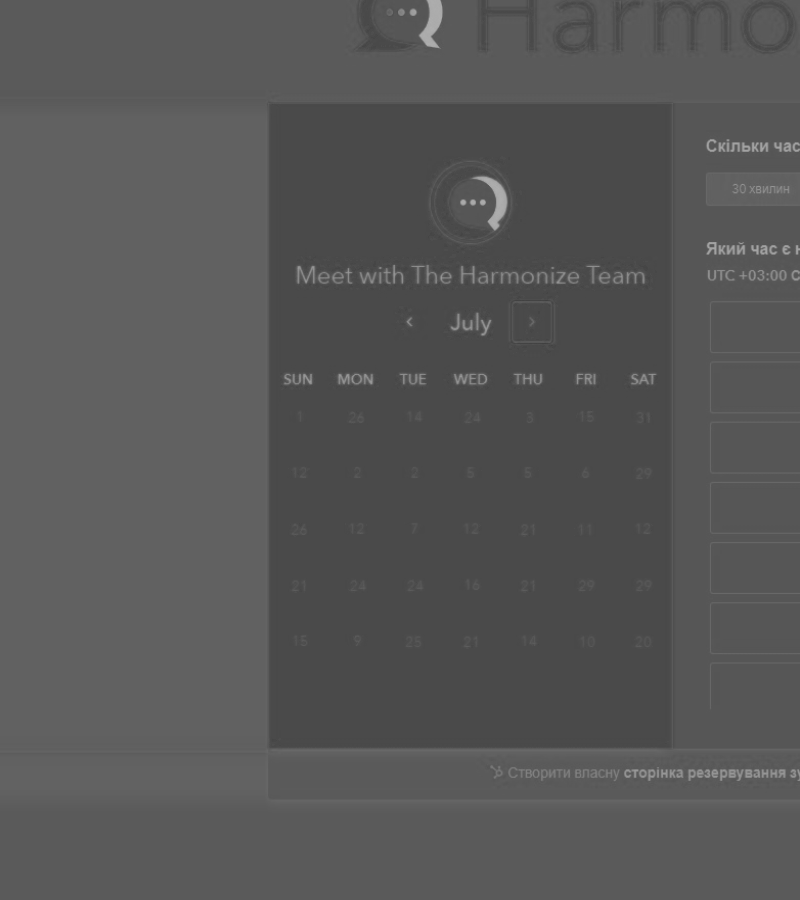 Harmo
Meet with The Harmonize Team
July
SUN MON TUE WED THU FRI SAT
1 26 14 24 3 15 31
12 2 2 5 5 6 29
26 12 7 12 21 11 12
21 24 24 16 21 29 29
15 9 25 21 14 10 20
Скільки час
30 хвилин
Який час є н
UTC +03:00 С
Створити власну сторінка резервування зу